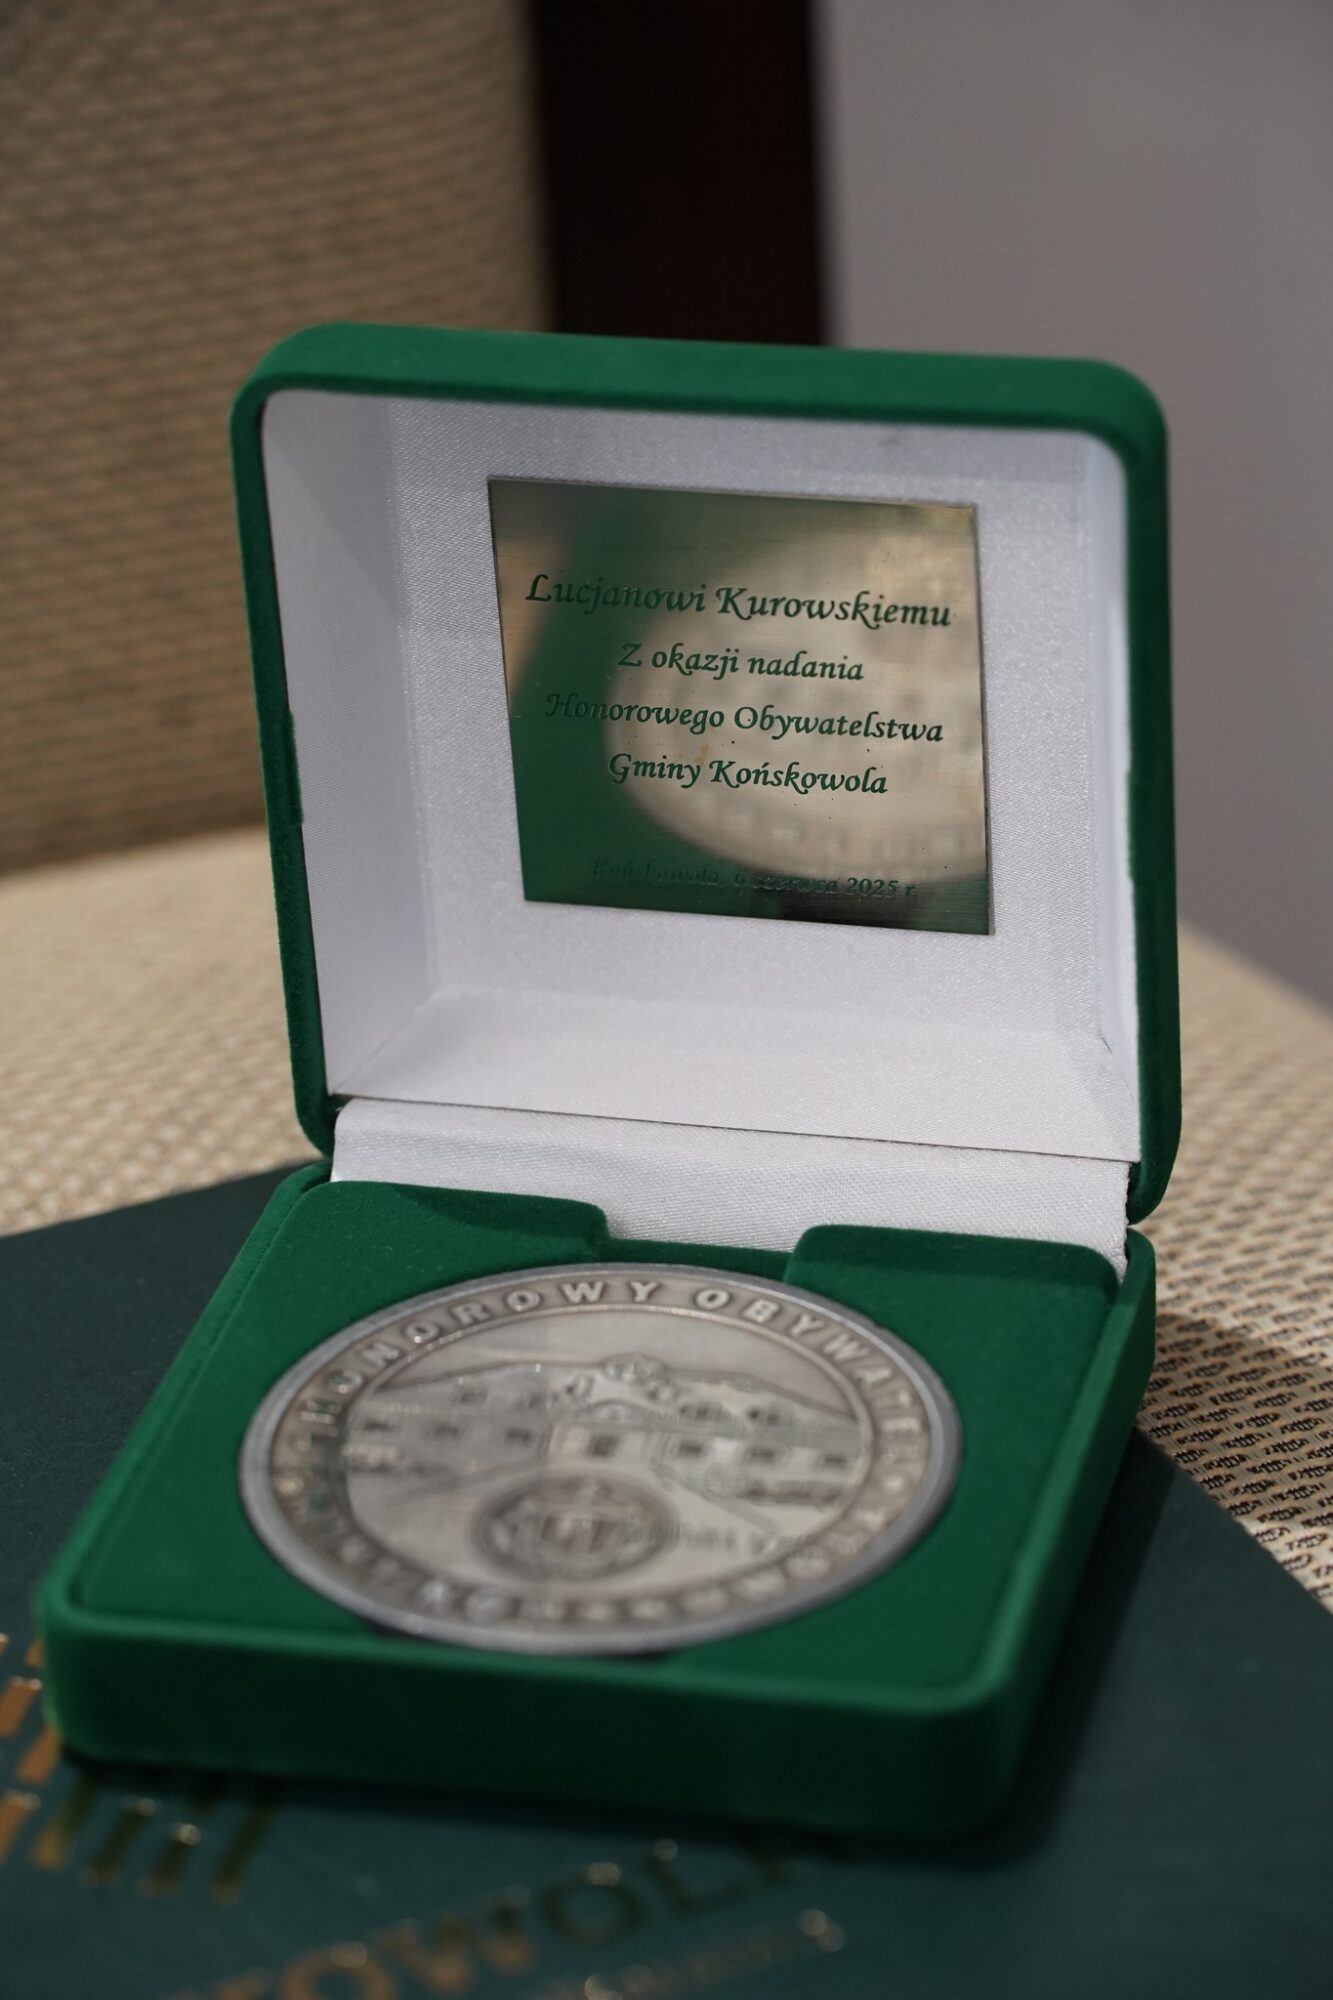 Lucjanowi Kurowskiemu
Z okazji nadania
Honorowego Obywatelstwa
Gminy Końskowola
Końskowola, 6 czerwca 2025 r.
HONOROWY OBYWATEL